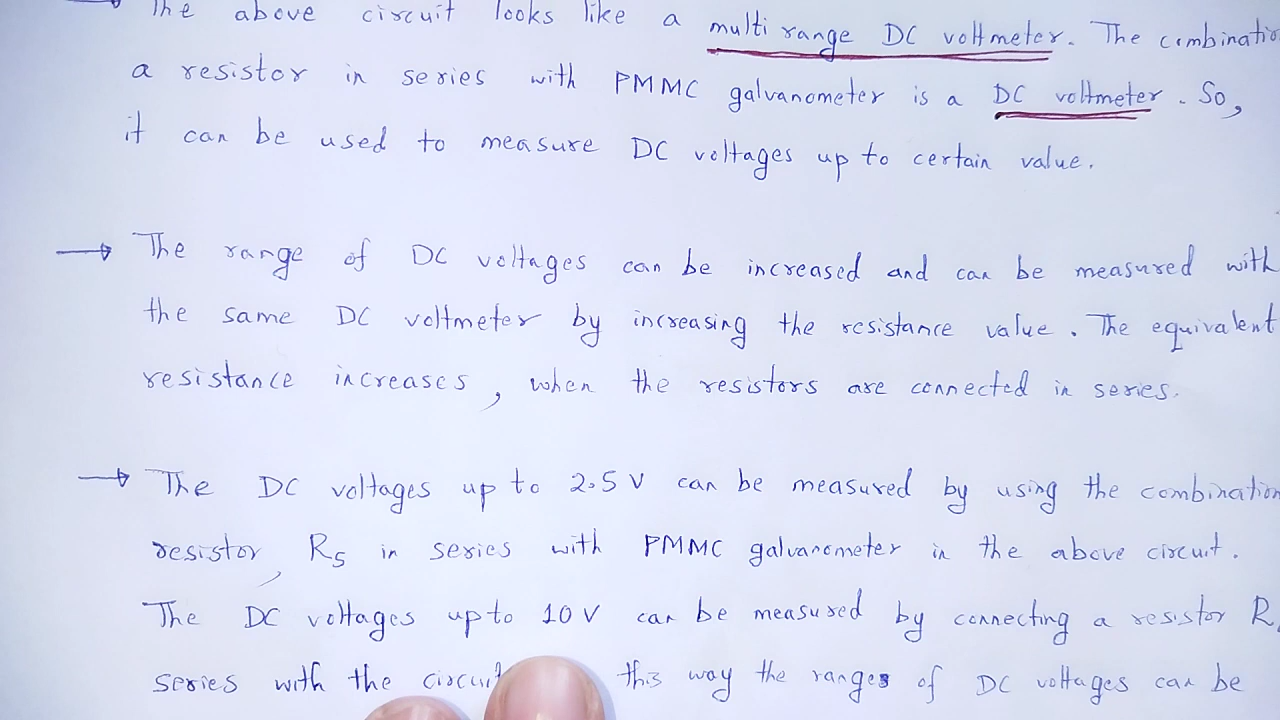 The above circuit looks like a multi range DC voltmeter. The combinatio
a resistor in series with PMMC galvanometer is a DC voltmeter. So,
it can be used to measure DC voltages up to certain value.
→ The range of DC voltages can be increased and can be measured with
the same DC voltmeter by increasing the resistance value. The equivalent
resistance increases, when the resistors are connected in series.
→ The DC voltages up to 2.5 V can be measured by using the combination
resistor, R5 in series with PMMC galvanometer in the above circuit.
The DC voltages upto 10 V can be measured by connecting a resistor R
series with the circuit this way the ranges of DC voltages can be